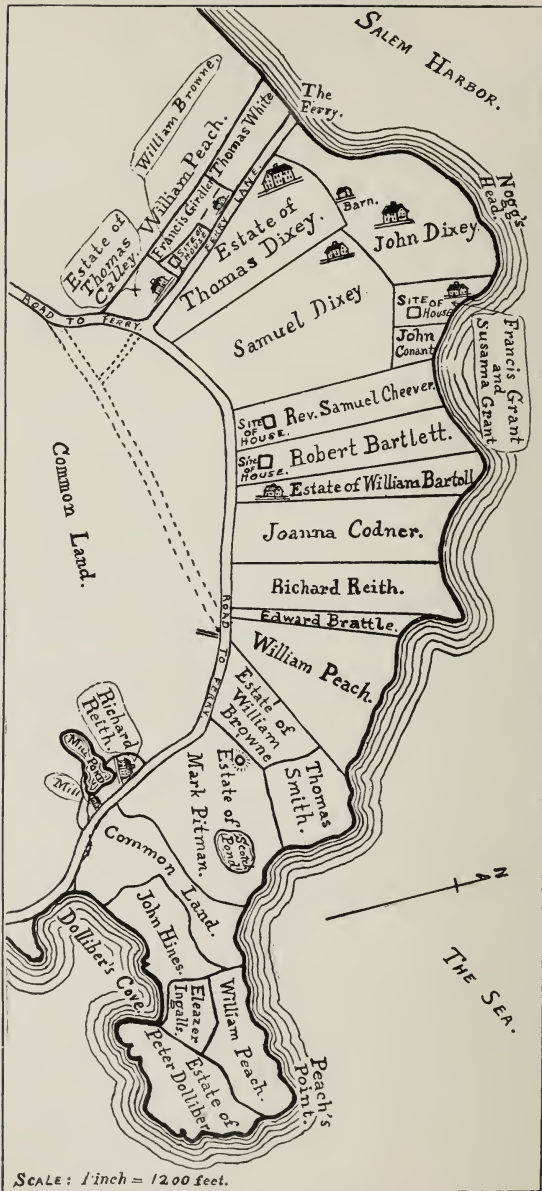 SALEM HARBOR.
The
Ferry.
William Browne.
William Peach.
Thomas White
Francis Girdler
FERRY LANE.
SITE OF
HOUSE
Estate of
Thomas
Calley.
Estate of
Thomas Dixey.
Barn.
John Dixey.
Nogg's
Head.
ROAD TO FERRY.
Samuel Dixey.
SITE OF
HOUSE
John
Conant
Francis Grant
and
Susanna Grant
SITE OF
HOUSE.
Rev. Samuel Cheever.
SITE OF
HOUSE.
Robert Bartlett.
Estate of William Bartoll
Common Land.
Joanna Codner.
Richard Reith.
Edward Brattle.
ROAD TO FERRY.
William Peach.
Estate of
William
Browne
Thomas
Smith.
Richard
Reith.
Mill Pond
Mill
Estate of
Mark Pitman.
Scotch
Pond
Common Land.
N
THE SEA.
Dolliber's Cove
John Hines.
Eleazer
Ingalls.
William Peach.
Estate of
Peter Dolliber
Peach's
Point.
SCALE: 1 inch = 1200 feet.